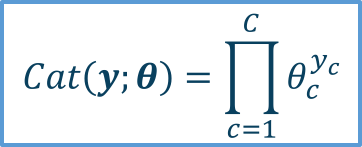 Cat(y; θ) = ∏_{c=1}^{C} θ_c^{y_c}